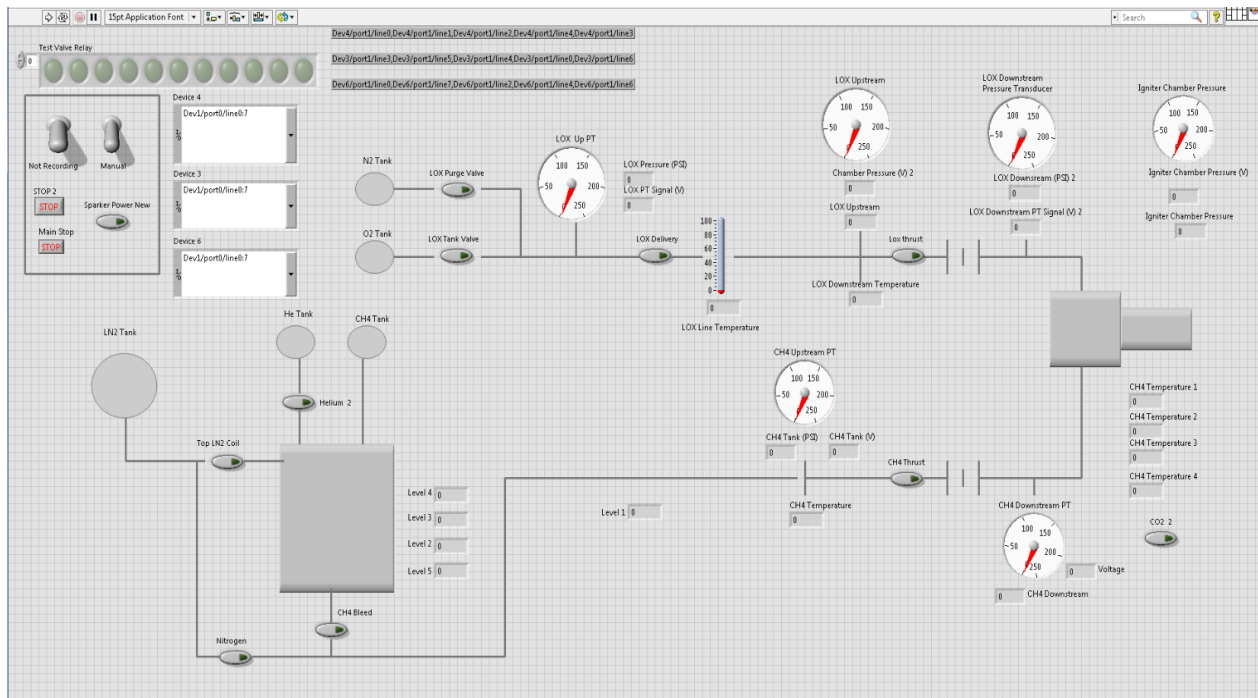 15pt Application Font
Search
Dev4/port1/line0,Dev4/port1/line1,Dev4/port1/line2,Dev4/port1/line4,Dev4/port1/line3
Test Valve Relay
0
Dev3/port1/line3,Dev3/port1/line5,Dev3/port1/line4,Dev3/port1/line0,Dev3/port1/line6
Dev6/port1/line0,Dev6/port1/line7,Dev6/port1/line2,Dev6/port1/line4,Dev6/port1/line6
Not Recording
Manual
STOP 2
STOP
Sparker Power New
Main Stop
STOP
Device 4
Dev1/port0/line0:7
Device 3
Dev1/port0/line0:7
Device 6
Dev1/port0/line0:7
N2 Tank
LOX Purge Valve
O2 Tank
LOX Tank Valve
LOX Up PT
0 50 100 150 200 250
LOX Pressure (PSI)
0
LOX PT Signal (V)
0
LOX Delivery
100
80
60
40
20
0
0
LOX Line Temperature
LOX Upstream
0 50 100 150 200 250
Chamber Pressure (V) 2
0
LOX Upstream
0
LOX Downstream Temperature
0
Lox thrust
LOX Downstream
Pressure Transducer
0 50 100 150 200 250
LOX Downsream (PSI) 2
0
LOX Downstream PT Signal (V) 2
0
Igniter Chamber Pressure
0 50 100 150 200 250
Igniter Chamber Pressure (V)
0
Igniter Chamber Pressure
0
LN2 Tank
He Tank
CH4 Tank
Helium 2
Top LN2 Coil
Level 4 0
Level 3 0
Level 2 0
Level 5 0
CH4 Bleed
Nitrogen
Level 1 0
CH4 Upstream PT
0 50 100 150 200 250
CH4 Tank (PSI)
0
CH4 Tank (V)
0
CH4 Temperature
0
CH4 Thrust
CH4 Downstream PT
0 50 100 150 200 250
0 Voltage
0 CH4 Downstream
CH4 Temperature 1
0
CH4 Temperature 2
0
CH4 Temperature 3
0
CH4 Temperature 4
0
CO2 2